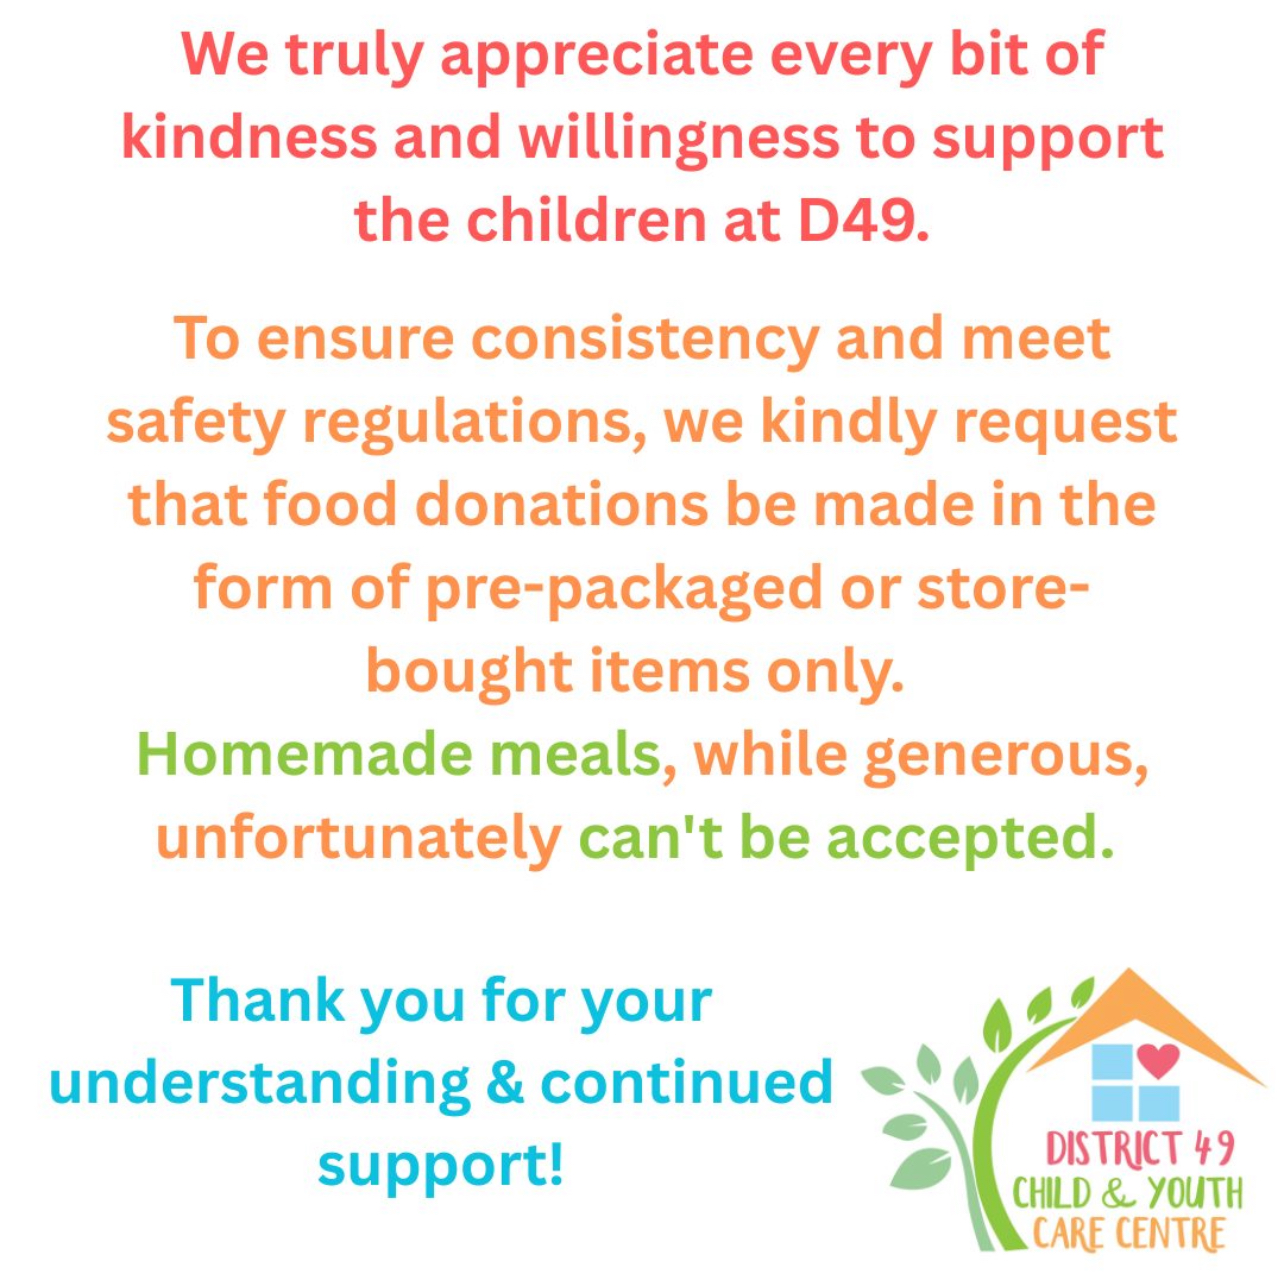 We truly appreciate every bit of
kindness and willingness to support
the children at D49.
To ensure consistency and meet
safety regulations, we kindly request
that food donations be made in the
form of pre-packaged or store-
bought items only.
Homemade meals, while generous,
unfortunately can't be accepted.
Thank you for your
understanding & continued
support!
DISTRICT 49
CHILD & YOUTH
CARE CENTRE